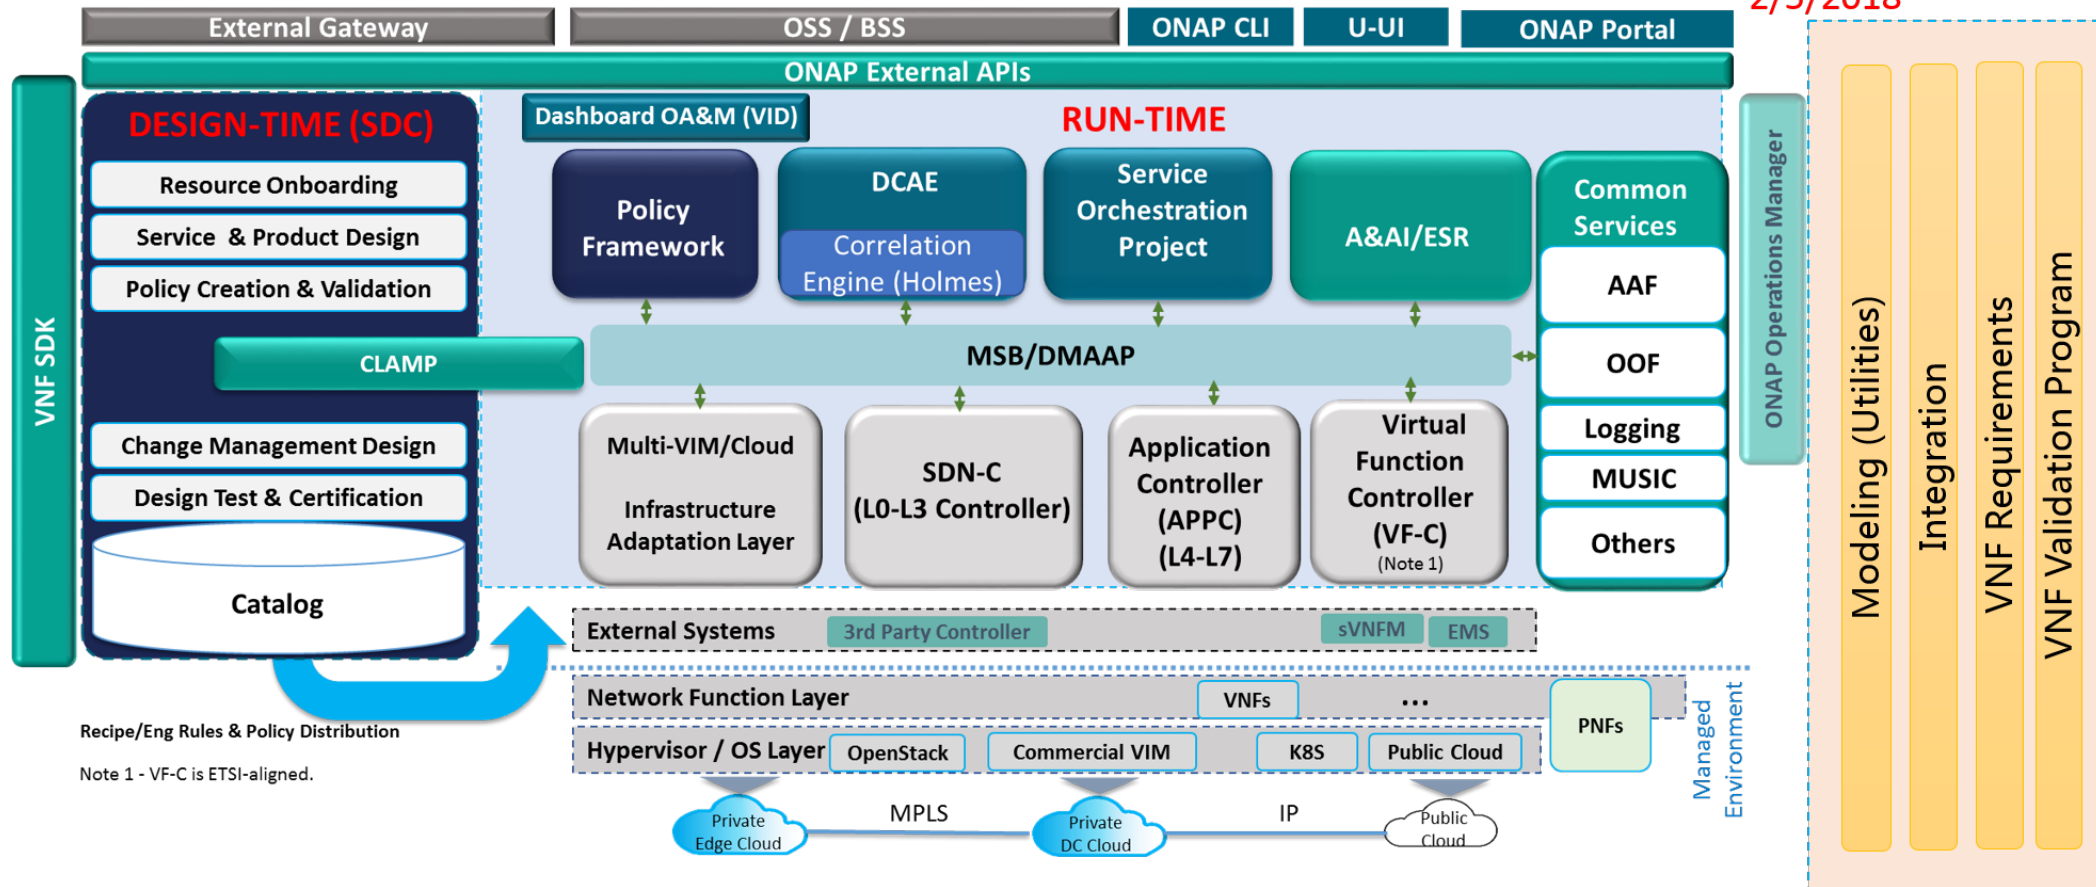 2/5/2018
External Gateway
OSS / BSS
ONAP CLI
U-UI
ONAP Portal
ONAP External APIs
VNF SDK
DESIGN-TIME (SDC)
Resource Onboarding
Service & Product Design
Policy Creation & Validation
CLAMP
Change Management Design
Design Test & Certification
Catalog
Dashboard OA&M (VID)
RUN-TIME
Policy
Framework
DCAE
Correlation
Engine (Holmes)
Service
Orchestration
Project
A&AI/ESR
Common
Services
AAF
OOF
Logging
MUSIC
Others
MSB/DMAAP
Multi-VIM/Cloud
Infrastructure
Adaptation Layer
SDN-C
(L0-L3 Controller)
Application
Controller
(APPC)
(L4-L7)
Virtual
Function
Controller
(VF-C)
(Note 1)
ONAP Operations Manager
Modeling (Utilities)
Integration
VNF Requirements
VNF Validation Program
External Systems
3rd Party Controller
sVNFM
EMS
Network Function Layer
VNFs
...
PNFs
Hypervisor / OS Layer
OpenStack
Commercial VIM
K8S
Public Cloud
Managed
Environment
Recipe/Eng Rules & Policy Distribution
Note 1 - VF-C is ETSI-aligned.
Private
Edge Cloud
MPLS
Private
DC Cloud
IP
Public
Cloud